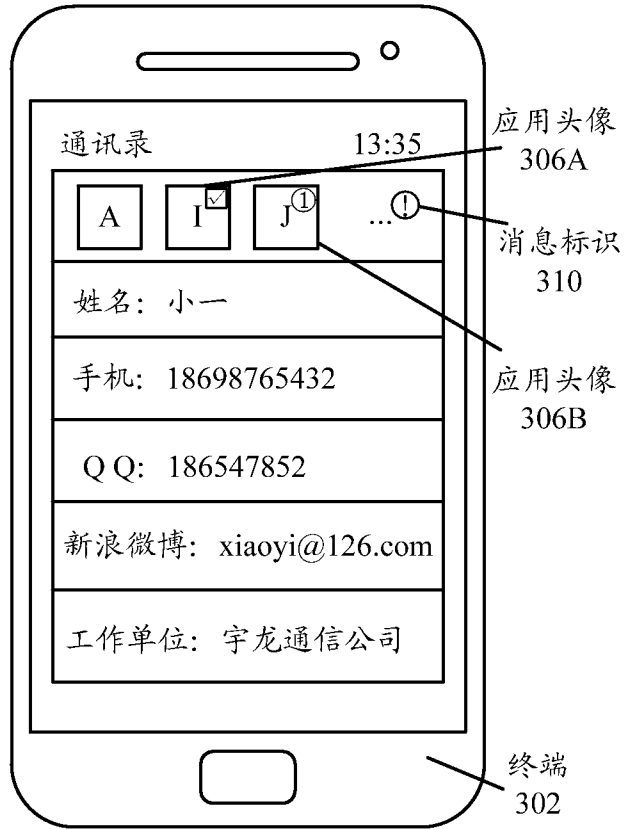 通讯录 13:35
A I ☑ J ① ...!
姓名：小一
手机：18698765432
QQ：186547852
新浪微博：xiaoyi@126.com
工作单位：宇龙通信公司
应用头像
306A
消息标识
310
应用头像
306B
终端
302